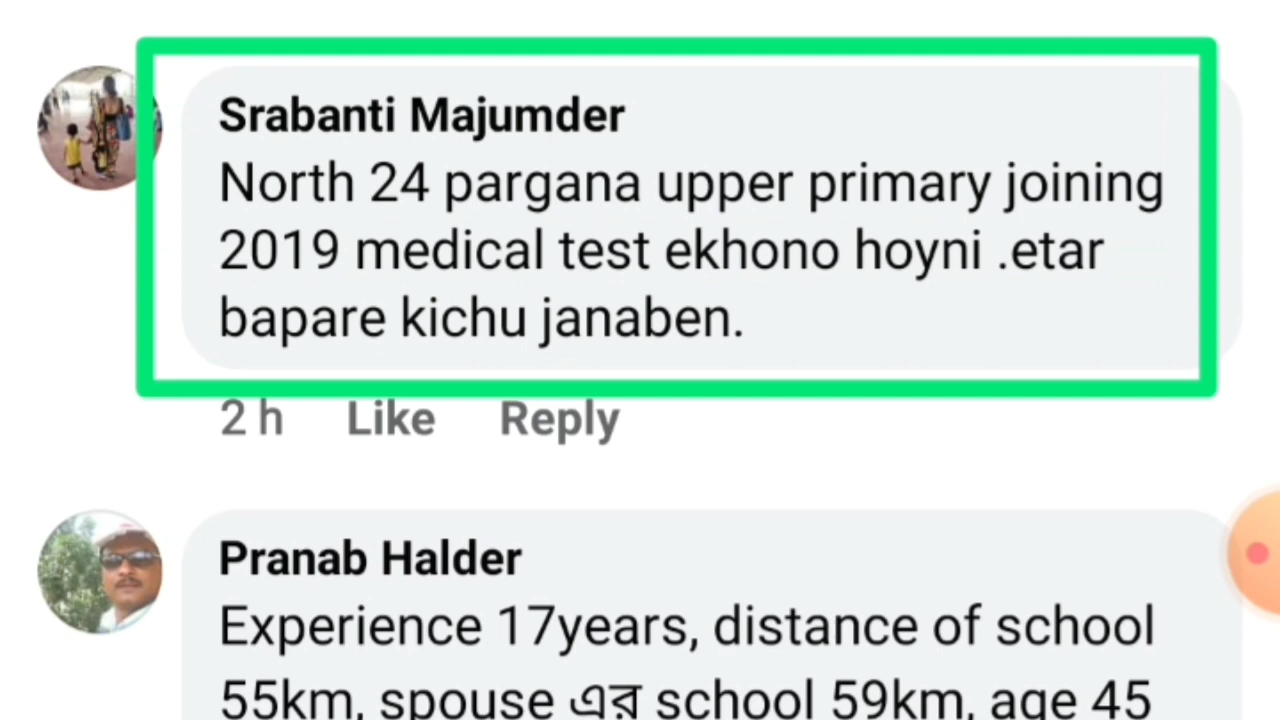 Srabanti Majumder
North 24 pargana upper primary joining
2019 medical test ekhono hoyni .etar
bapare kichu janaben.
2 h Like Reply
Pranab Halder
Experience 17years, distance of school
55km, spouse এর school 59km, age 45